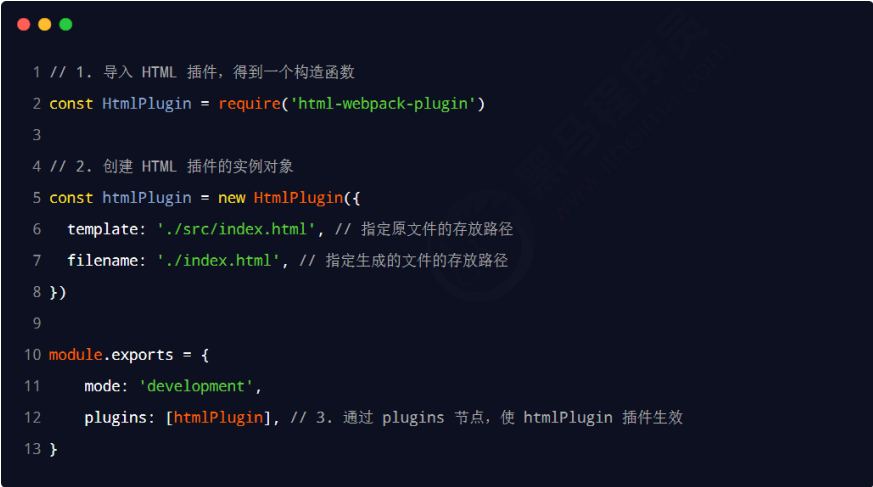 1 // 1. 导入 HTML 插件，得到一个构造函数
2 const HtmlPlugin = require('html-webpack-plugin')
3
4 // 2. 创建 HTML 插件的实例对象
5 const htmlPlugin = new HtmlPlugin({
6   template: './src/index.html', // 指定原文件的存放路径
7   filename: './index.html', // 指定生成的文件的存放路径
8 })
9
10 module.exports = {
11     mode: 'development',
12     plugins: [htmlPlugin], // 3. 通过 plugins 节点，使 htmlPlugin 插件生效
13 }
黑马程序员